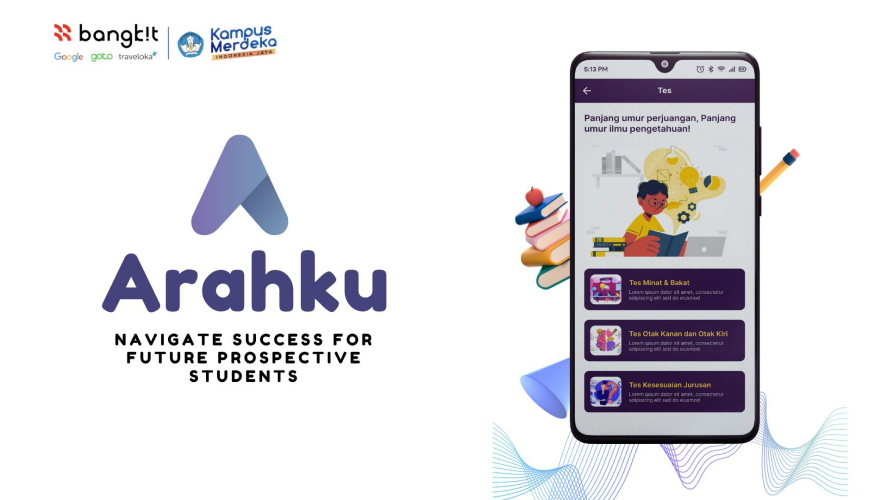 bangk!t
Google goto traveloka
Kampus
Merdeka
INDONESIA JAYA
Arahku
NAVIGATE SUCCESS FOR
FUTURE PROSPECTIVE
STUDENTS
5:13 PM
Tes
Panjang umur perjuangan, Panjang
umur ilmu pengetahuan!
Tes Minat & Bakat
Lorem ipsum dolor sit amet, consectetur
adipiscing elit sed do eiusmod
Tes Otak Kanan dan Otak Kiri
Lorem ipsum dolor sit amet, consectetur
adipiscing elit sed do eiusmod
Tes Kesesuaian Jurusan
Lorem ipsum dolor sit amet, consectetur
adipiscing elit sed do eiusmod